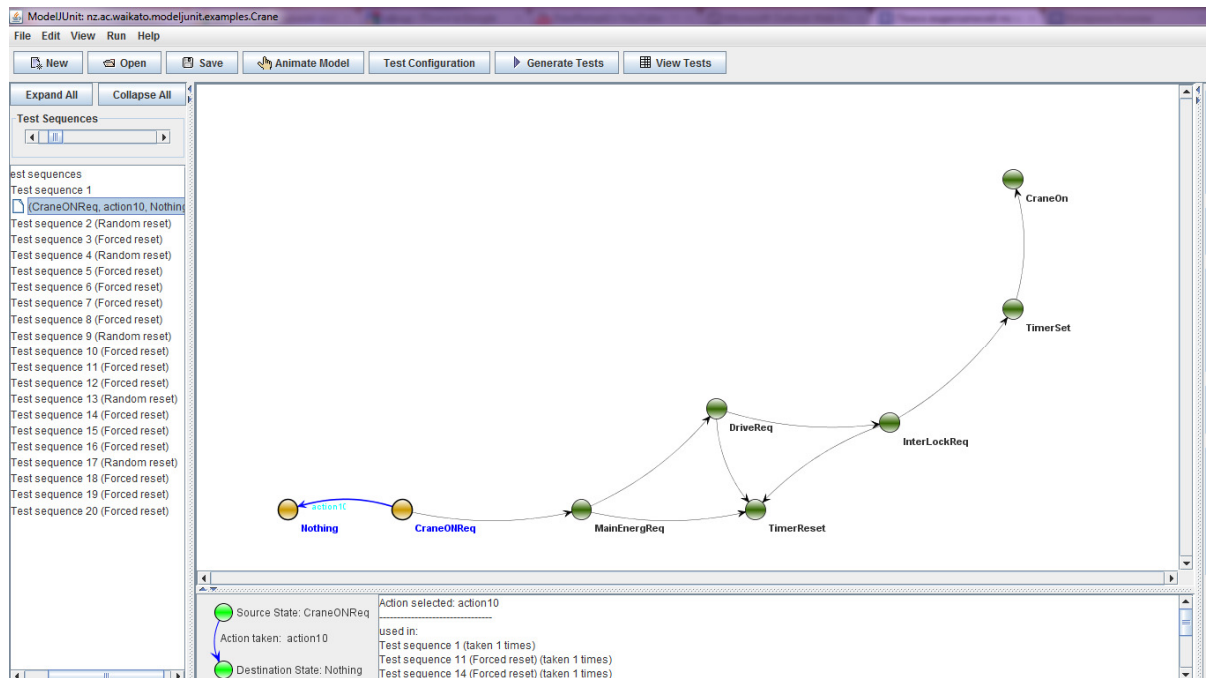 ModelJUnit: nz.ac.waikato.modeljunit.examples.Crane
File Edit View Run Help
New Open Save Animate Model Test Configuration Generate Tests View Tests
Expand All Collapse All
Test Sequences
est sequences
Test sequence 1
(CraneONReq, action10, Nothing
Test sequence 2 (Random reset)
Test sequence 3 (Forced reset)
Test sequence 4 (Random reset)
Test sequence 5 (Forced reset)
Test sequence 6 (Forced reset)
Test sequence 7 (Forced reset)
Test sequence 8 (Forced reset)
Test sequence 9 (Random reset)
Test sequence 10 (Forced reset)
Test sequence 11 (Forced reset)
Test sequence 12 (Forced reset)
Test sequence 13 (Random reset)
Test sequence 14 (Forced reset)
Test sequence 15 (Forced reset)
Test sequence 16 (Forced reset)
Test sequence 17 (Random reset)
Test sequence 18 (Forced reset)
Test sequence 19 (Forced reset)
Test sequence 20 (Forced reset)
CraneOn
TimerSet
DriveReq
InterLockReq
action10
Nothing
CraneONReq
MainEnergReq
TimerReset
Source State: CraneONReq
Action taken: action10
Destination State: Nothing
Action selected: action10
--------------------------------
used in:
Test sequence 1 (taken 1 times)
Test sequence 11 (Forced reset) (taken 1 times)
Test sequence 14 (Forced reset) (taken 1 times)